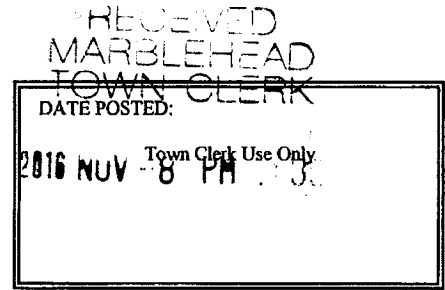 RECEIVED
MARBLEHEAD
TOWN CLERK
DATE POSTED:
Town Clerk Use Only
2016 NOV -8 PM